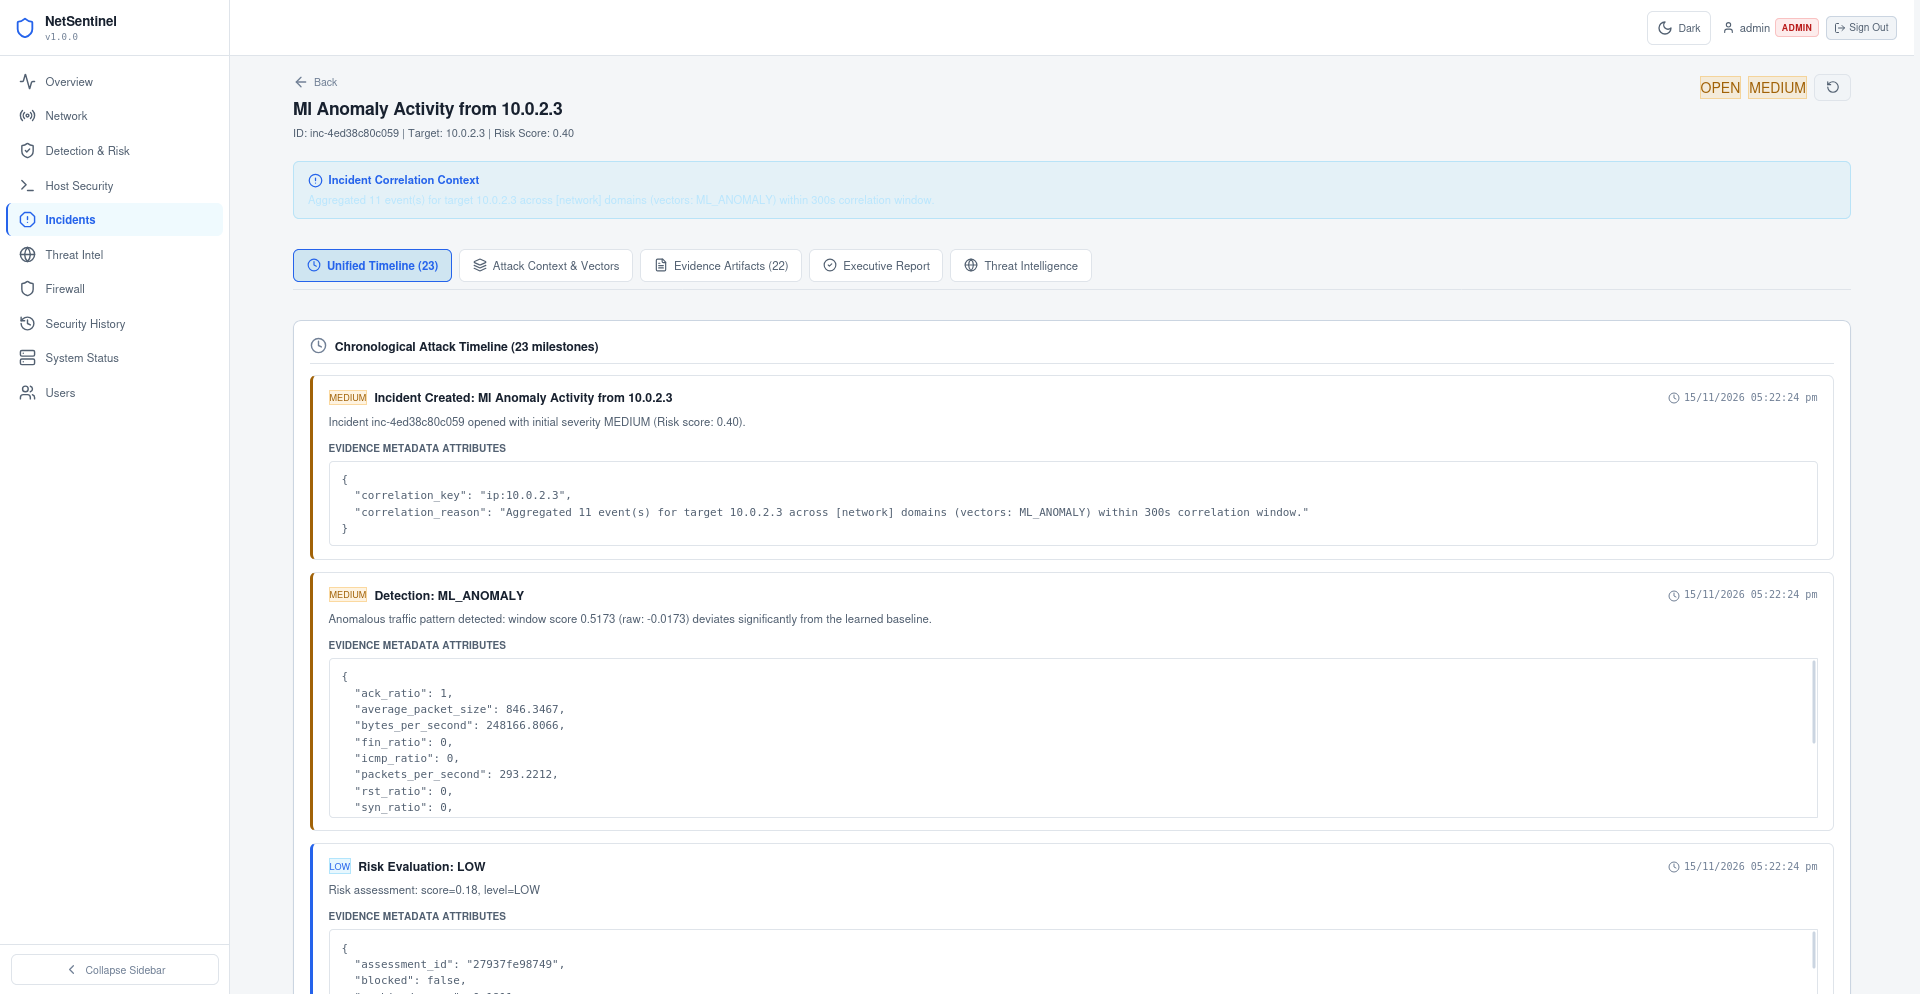 NetSentinel
v1.0.0
Dark
admin
ADMIN
Sign Out
Overview
Network
Detection & Risk
Host Security
Incidents
Threat Intel
Firewall
Security History
System Status
Users
Collapse Sidebar
Back
OPEN MEDIUM
Ml Anomaly Activity from 10.0.2.3
ID: inc-4ed38c80c059 | Target: 10.0.2.3 | Risk Score: 0.40
Incident Correlation Context
Aggregated 11 event(s) for target 10.0.2.3 across [network] domains (vectors: ML_ANOMALY) within 300s correlation window.
Unified Timeline (23)
Attack Context & Vectors
Evidence Artifacts (22)
Executive Report
Threat Intelligence
Chronological Attack Timeline (23 milestones)
MEDIUM Incident Created: Ml Anomaly Activity from 10.0.2.3
15/11/2026 05:22:24 pm
Incident inc-4ed38c80c059 opened with initial severity MEDIUM (Risk score: 0.40).
EVIDENCE METADATA ATTRIBUTES
{
"correlation_key": "ip:10.0.2.3",
"correlation_reason": "Aggregated 11 event(s) for target 10.0.2.3 across [network] domains (vectors: ML_ANOMALY) within 300s correlation window."
}
MEDIUM Detection: ML_ANOMALY
15/11/2026 05:22:24 pm
Anomalous traffic pattern detected: window score 0.5173 (raw: -0.0173) deviates significantly from the learned baseline.
EVIDENCE METADATA ATTRIBUTES
{
"ack_ratio": 1,
"average_packet_size": 846.3467,
"bytes_per_second": 248166.8066,
"fin_ratio": 0,
"icmp_ratio": 0,
"packets_per_second": 293.2212,
"rst_ratio": 0,
"syn_ratio": 0,
LOW Risk Evaluation: LOW
15/11/2026 05:22:24 pm
Risk assessment: score=0.18, level=LOW
EVIDENCE METADATA ATTRIBUTES
{
"assessment_id": "27937fe98749",
"blocked": false,